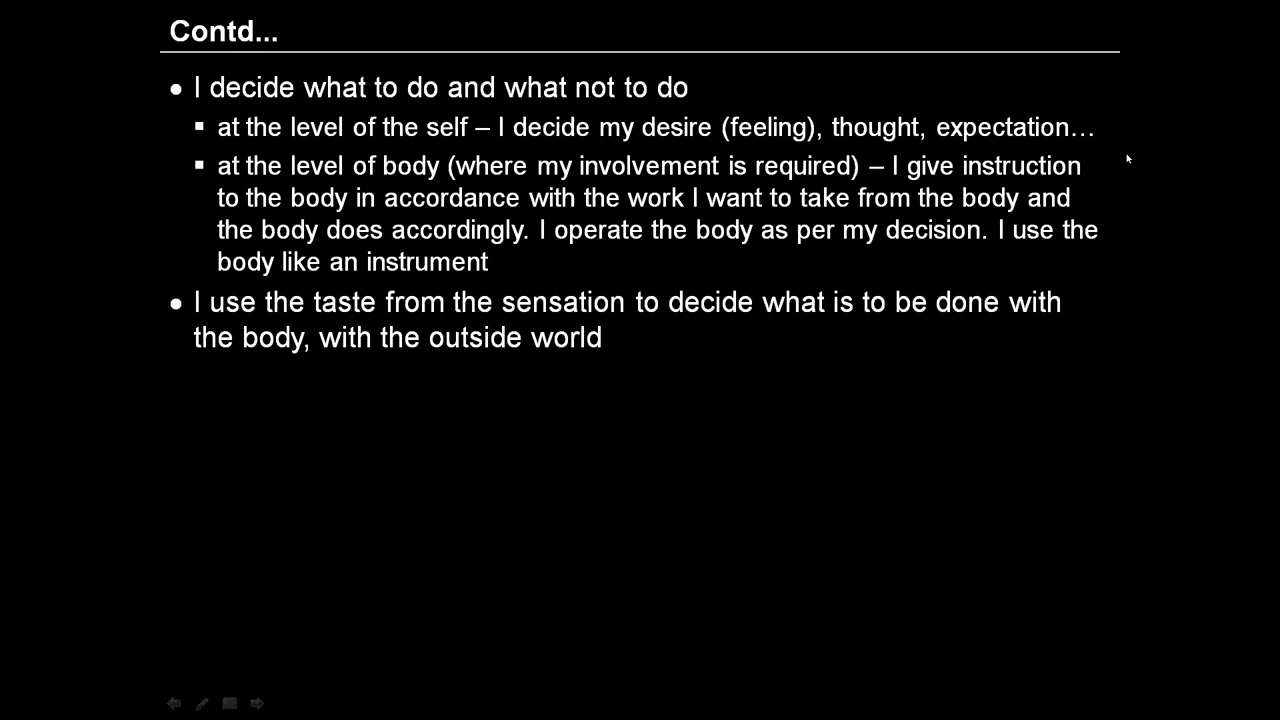 Contd...
● I decide what to do and what not to do
▪ at the level of the self – I decide my desire (feeling), thought, expectation…
▪ at the level of body (where my involvement is required) – I give instruction
to the body in accordance with the work I want to take from the body and
the body does accordingly. I operate the body as per my decision. I use the
body like an instrument
● I use the taste from the sensation to decide what is to be done with
the body, with the outside world